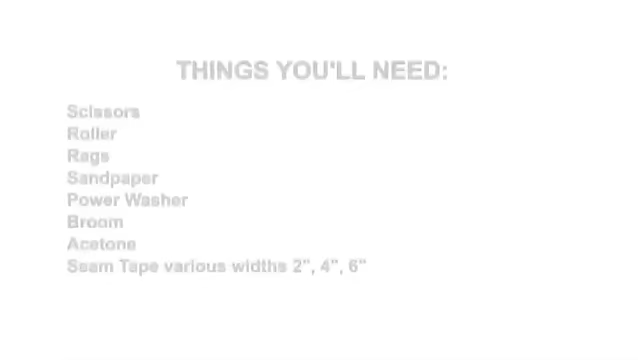 THINGS YOU'LL NEED:
Scissors
Roller
Rags
Sandpaper
Power Washer
Broom
Acetone
Seam Tape various widths 2", 4", 6"